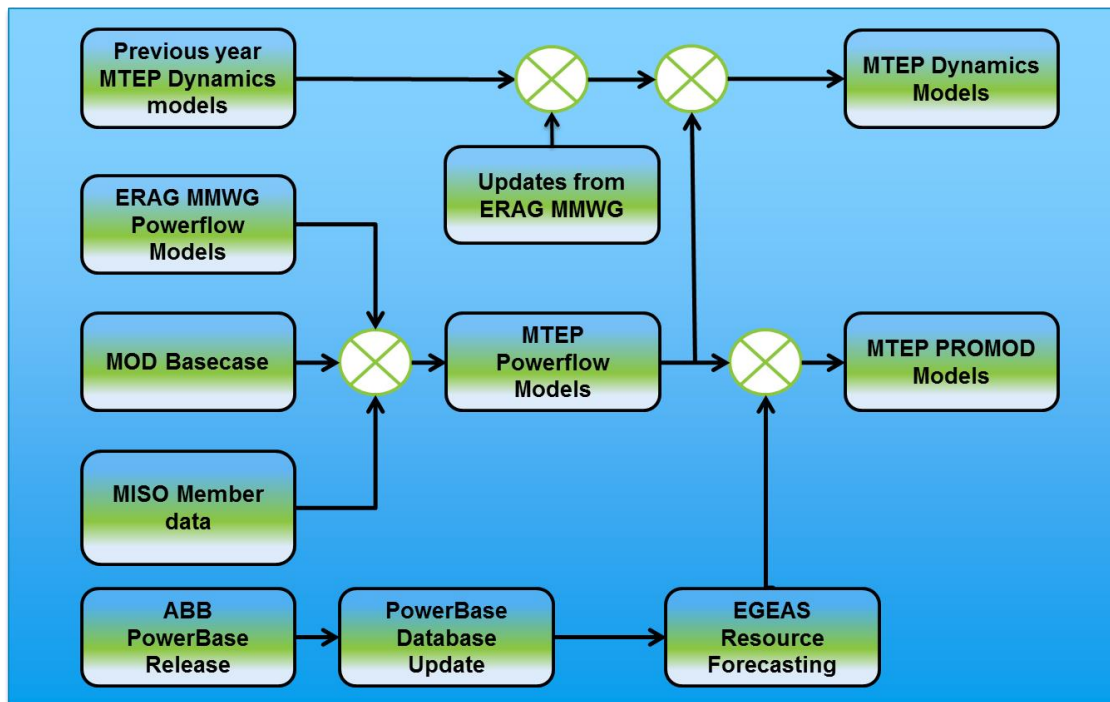 Previous year
MTEP Dynamics
models
MTEP Dynamics
Models
Updates from
ERAG MMWG
ERAG MMWG
Powerflow
Models
MOD Basecase
MTEP
Powerflow
Models
MTEP PROMOD
Models
MISO Member
data
ABB
PowerBase
Release
PowerBase
Database
Update
EGEAS
Resource
Forecasting